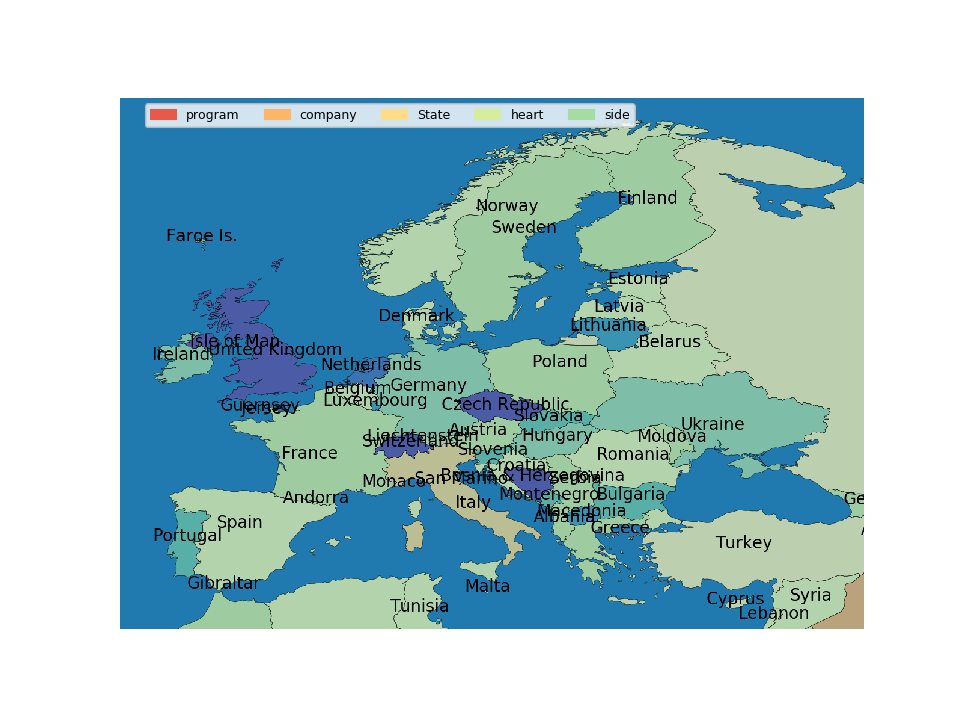 program company State heart side
Finland
Norway
Sweden
Faroe Is.
Estonia
Latvia
Denmark
Lithuania
Isle of Man
Belarus
United Kingdom
Ireland
Poland
Netherlands
Germany
Belgium
Luxembourg
Czech Republic
Guernsey
Jersey
Slovakia
Ukraine
Austria
Liechtenstein
Hungary
Moldova
Switzerland
Slovenia
France
Romania
Croatia
Bosnia & Herzegovina
Serbia
San Marino
Monaco
Montenegro
Bulgaria
Andorra
Ge
Italy
Macedonia
Albania
Spain
Greece
Portugal
Turkey
Gibraltar
Malta
Syria
Cyprus
Tunisia
Lebanon